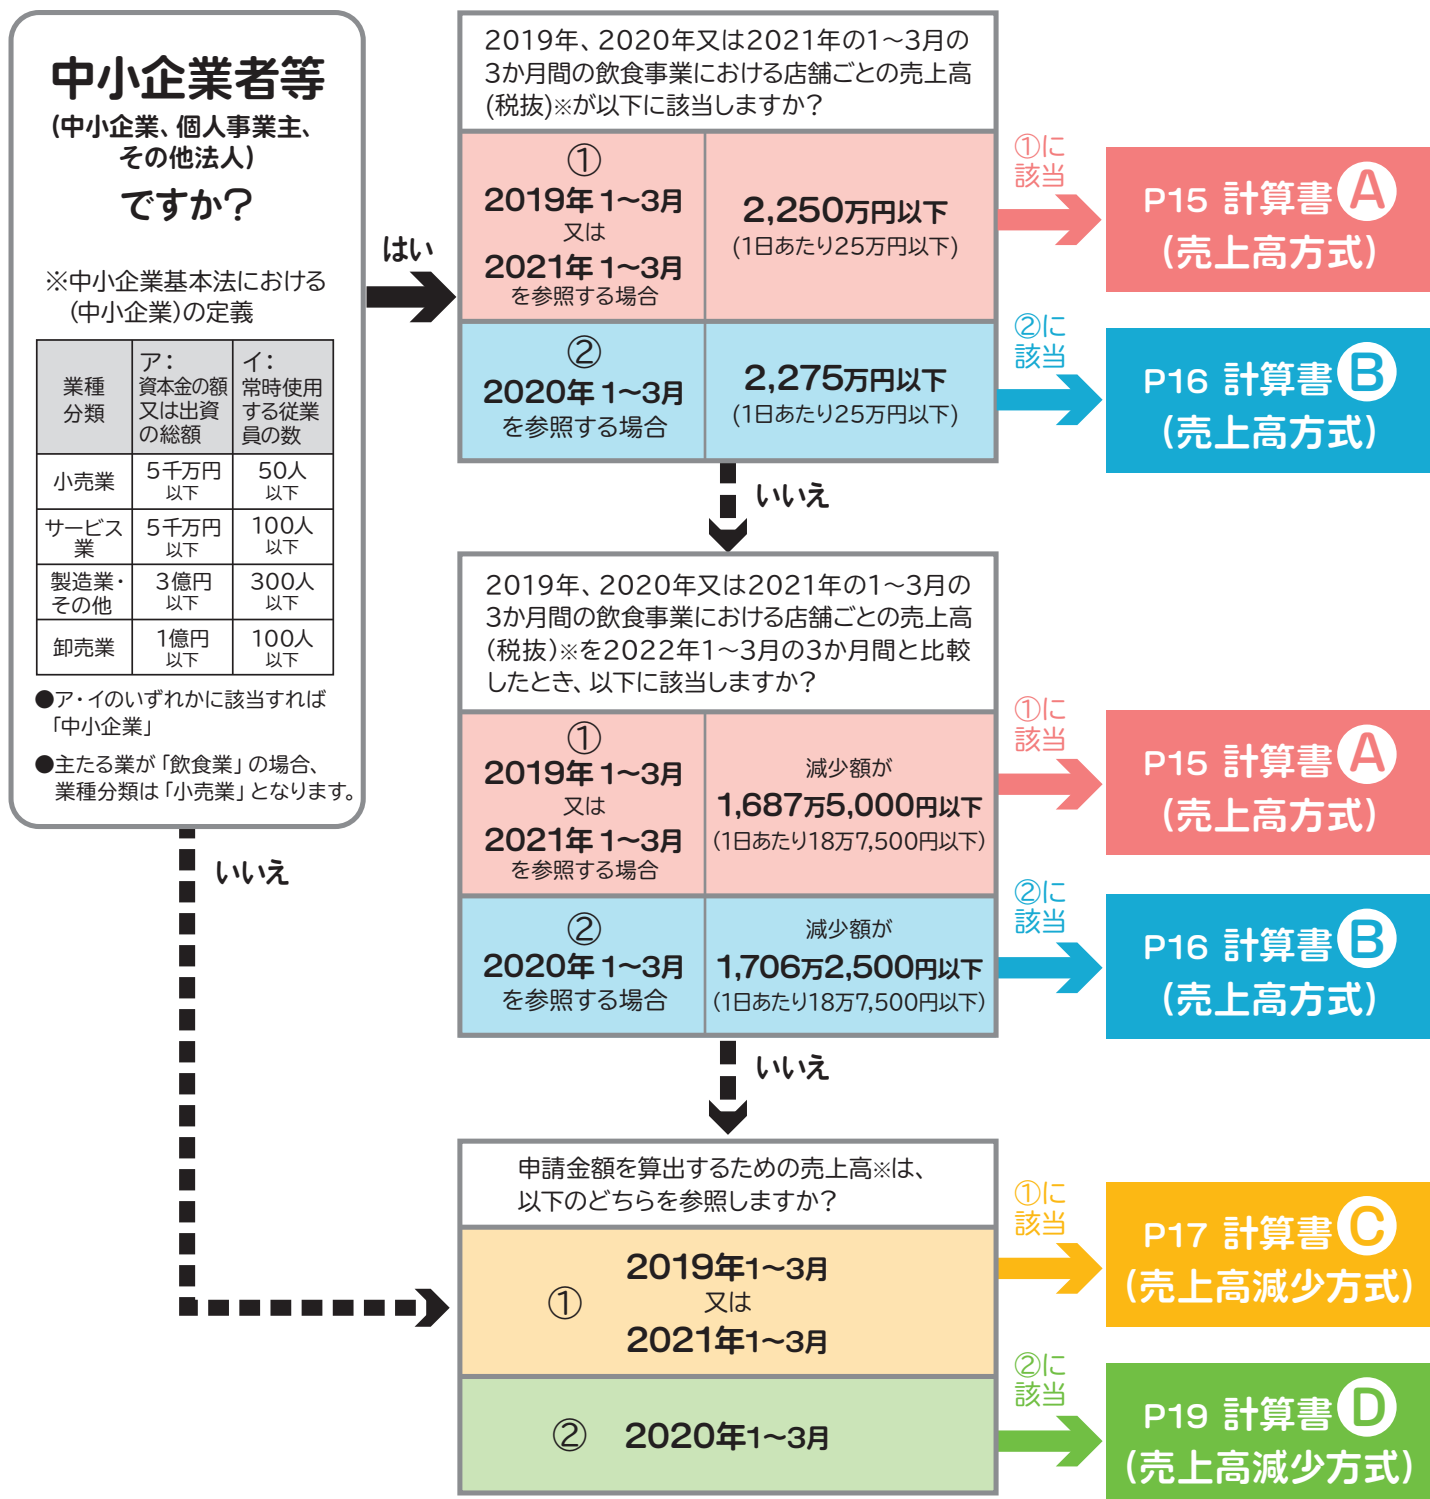 中小企業者等
(中小企業、個人事業主、
その他法人)
ですか?
※中小企業基本法における
(中小企業)の定義
業種
分類
ア:
資本金の額
又は出資
の総額
イ:
常時使用
する従業
員の数
小売業
5千万円
以下
50人
以下
サービス
業
5千万円
以下
100人
以下
製造業・
その他
3億円
以下
300人
以下
卸売業
1億円
以下
100人
以下
●ア・イのいずれかに該当すれば
「中小企業」
●主たる業が「飲食業」の場合、
業種分類は「小売業」となります。
はい
いいえ
2019年、2020年又は2021年の1~3月の
3か月間の飲食事業における店舗ごとの売上高
(税抜)※が以下に該当しますか?
①
2019年 1~3月
又は
2021年 1~3月
を参照する場合
2,250万円以下
(1日あたり25万円以下)
①に
該当
P15 計算書 A
(売上高方式)
②
2020年 1~3月
を参照する場合
2,275万円以下
(1日あたり25万円以下)
②に
該当
P16 計算書 B
(売上高方式)
いいえ
2019年、2020年又は2021年の1~3月の
3か月間の飲食事業における店舗ごとの売上高
(税抜)※を2022年1~3月の3か月間と比較
したとき、以下に該当しますか?
①
2019年 1~3月
又は
2021年 1~3月
を参照する場合
減少額が
1,687万5,000円以下
(1日あたり18万7,500円以下)
①に
該当
P15 計算書 A
(売上高方式)
②
2020年 1~3月
を参照する場合
減少額が
1,706万2,500円以下
(1日あたり18万7,500円以下)
②に
該当
P16 計算書 B
(売上高方式)
いいえ
申請金額を算出するための売上高※は、
以下のどちらを参照しますか?
①
2019年1~3月
又は
2021年1~3月
①に
該当
P17 計算書 C
(売上高減少方式)
② 2020年1~3月
②に
該当
P19 計算書 D
(売上高減少方式)